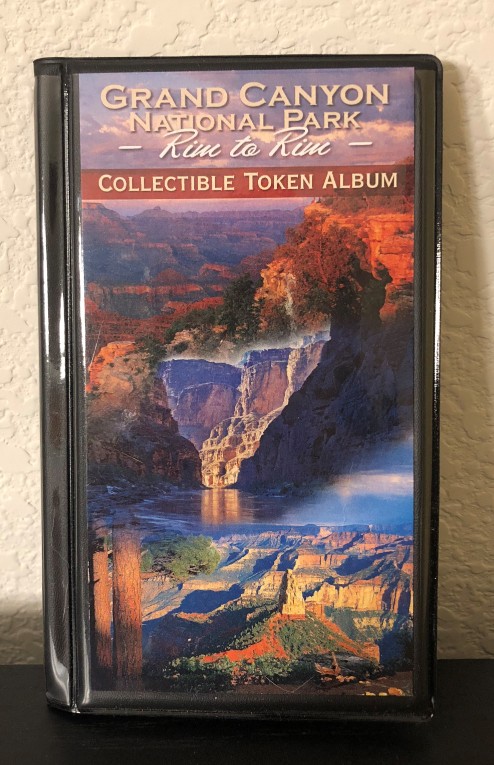 GRAND CANYON
NATIONAL PARK
— Rim to Rim —
COLLECTIBLE TOKEN ALBUM